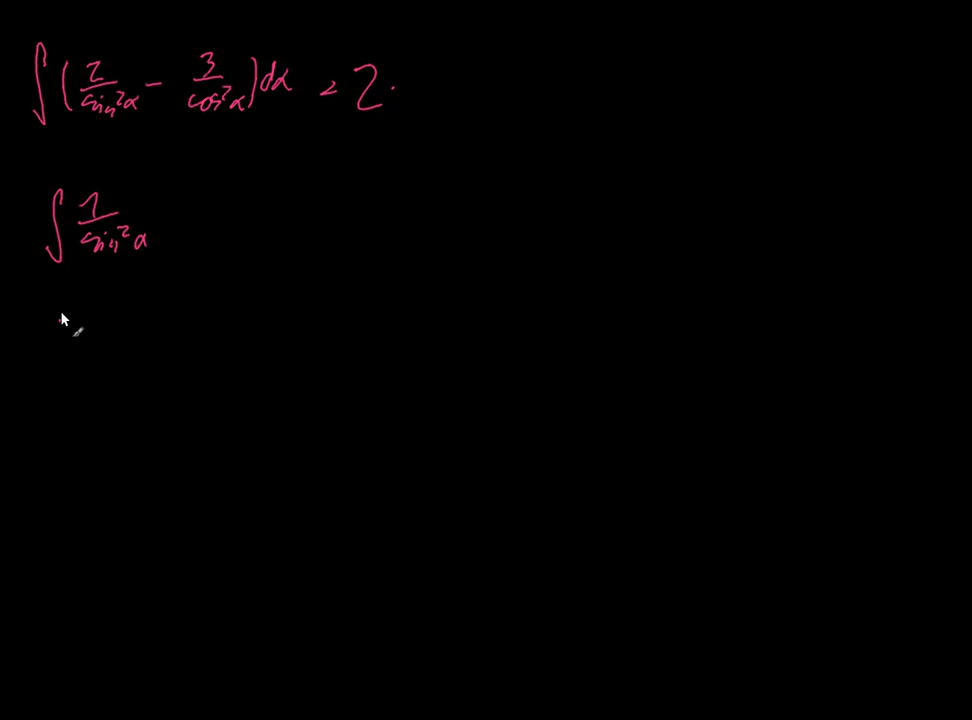 ∫ (2/sin²α − 3/cos²α) dα = 2·
∫ 1/sin²α